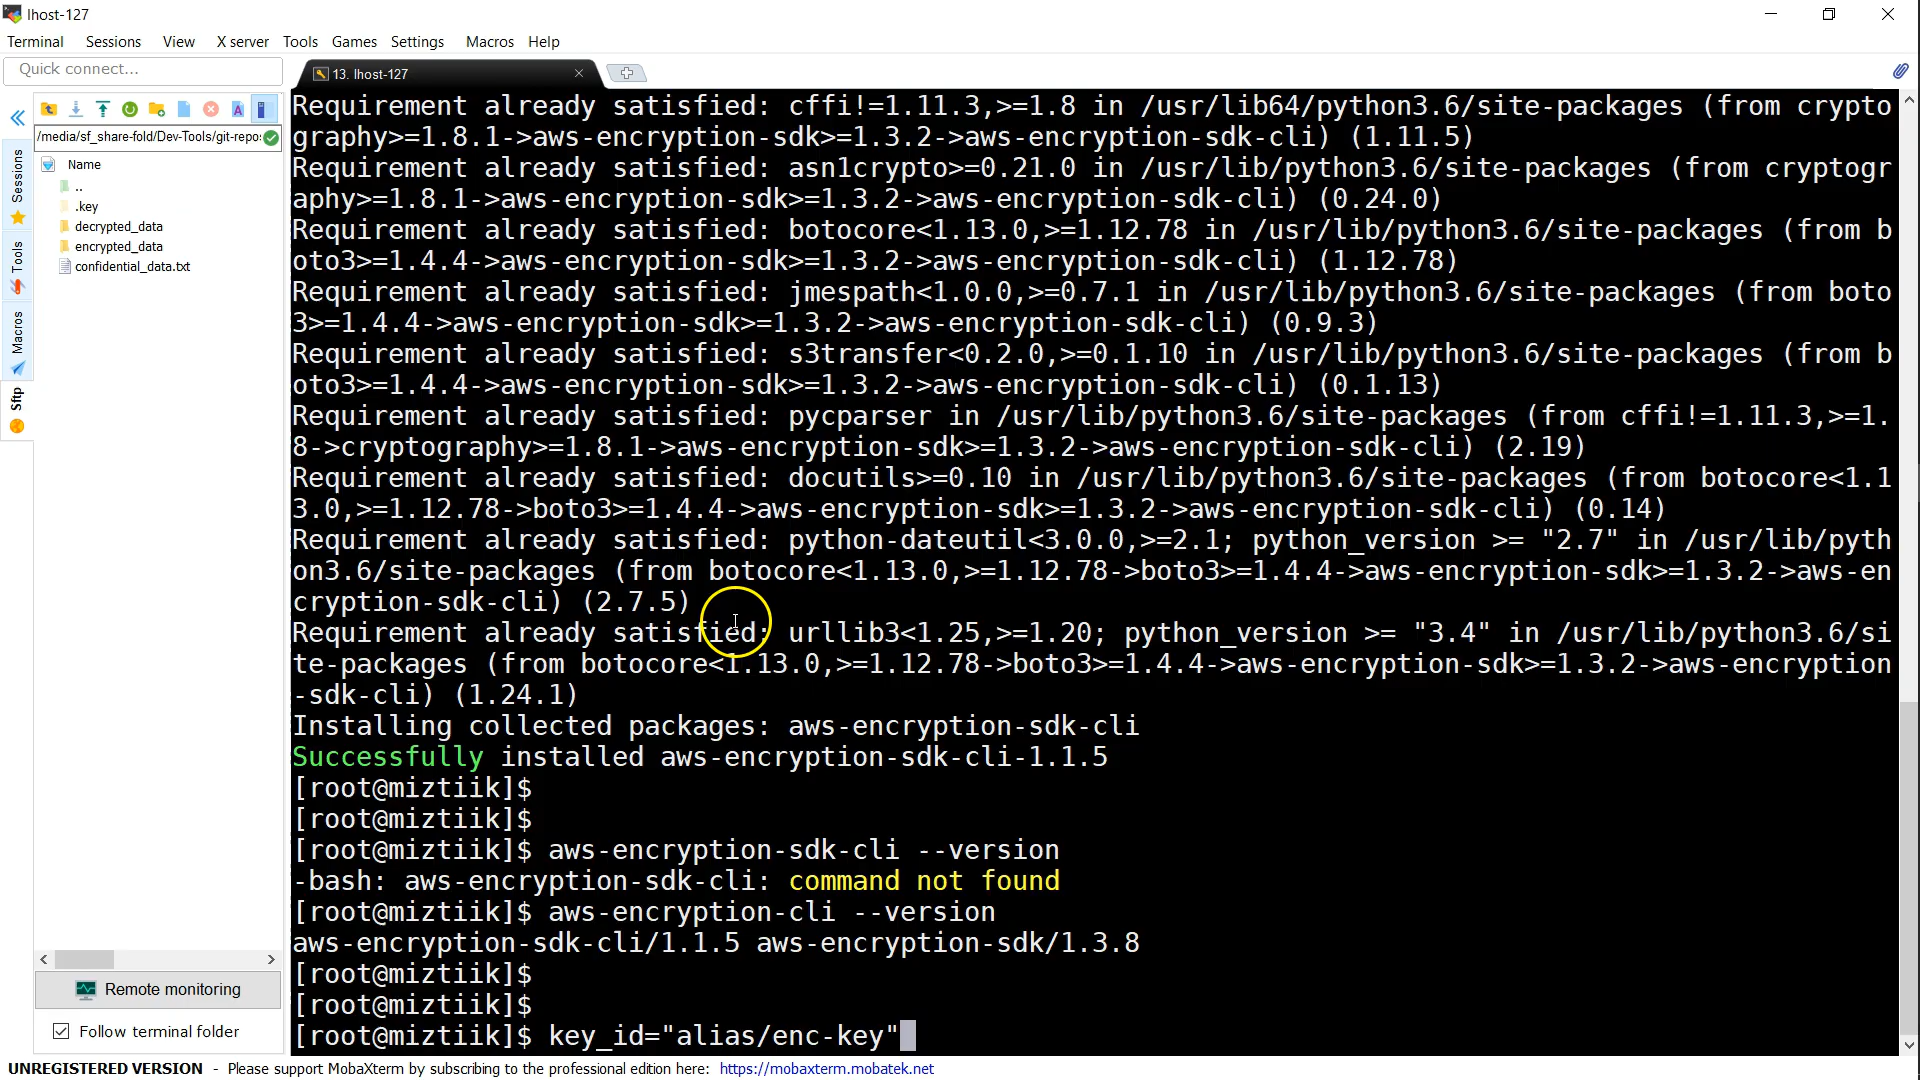 lhost-127
Terminal Sessions View X server Tools Games Settings Macros Help
Quick connect...
13. lhost-127
/media/sf_share-fold/Dev-Tools/git-repos
Name
..
.key
decrypted_data
encrypted_data
confidential_data.txt
Sessions
Tools
Macros
Sftp
Requirement already satisfied: cffi!=1.11.3,>=1.8 in /usr/lib64/python3.6/site-packages (from crypto
graphy>=1.8.1->aws-encryption-sdk>=1.3.2->aws-encryption-sdk-cli) (1.11.5)
Requirement already satisfied: asn1crypto>=0.21.0 in /usr/lib/python3.6/site-packages (from cryptogr
aphy>=1.8.1->aws-encryption-sdk>=1.3.2->aws-encryption-sdk-cli) (0.24.0)
Requirement already satisfied: botocore<1.13.0,>=1.12.78 in /usr/lib/python3.6/site-packages (from b
oto3>=1.4.4->aws-encryption-sdk>=1.3.2->aws-encryption-sdk-cli) (1.12.78)
Requirement already satisfied: jmespath<1.0.0,>=0.7.1 in /usr/lib/python3.6/site-packages (from boto
3>=1.4.4->aws-encryption-sdk>=1.3.2->aws-encryption-sdk-cli) (0.9.3)
Requirement already satisfied: s3transfer<0.2.0,>=0.1.10 in /usr/lib/python3.6/site-packages (from b
oto3>=1.4.4->aws-encryption-sdk>=1.3.2->aws-encryption-sdk-cli) (0.1.13)
Requirement already satisfied: pycparser in /usr/lib/python3.6/site-packages (from cffi!=1.11.3,>=1.
8->cryptography>=1.8.1->aws-encryption-sdk>=1.3.2->aws-encryption-sdk-cli) (2.19)
Requirement already satisfied: docutils>=0.10 in /usr/lib/python3.6/site-packages (from botocore<1.1
3.0,>=1.12.78->boto3>=1.4.4->aws-encryption-sdk>=1.3.2->aws-encryption-sdk-cli) (0.14)
Requirement already satisfied: python-dateutil<3.0.0,>=2.1; python_version >= "2.7" in /usr/lib/pyth
on3.6/site-packages (from botocore<1.13.0,>=1.12.78->boto3>=1.4.4->aws-encryption-sdk>=1.3.2->aws-en
cryption-sdk-cli) (2.7.5)
Requirement already satisfied: urllib3<1.25,>=1.20; python_version >= "3.4" in /usr/lib/python3.6/si
te-packages (from botocore<1.13.0,>=1.12.78->boto3>=1.4.4->aws-encryption-sdk>=1.3.2->aws-encryption
-sdk-cli) (1.24.1)
Installing collected packages: aws-encryption-sdk-cli
Successfully installed aws-encryption-sdk-cli-1.1.5
[root@miztiik]$
[root@miztiik]$
[root@miztiik]$ aws-encryption-sdk-cli --version
-bash: aws-encryption-sdk-cli: command not found
[root@miztiik]$ aws-encryption-cli --version
aws-encryption-sdk-cli/1.1.5 aws-encryption-sdk/1.3.8
[root@miztiik]$
[root@miztiik]$
[root@miztiik]$ key_id="alias/enc-key"
Remote monitoring
Follow terminal folder
UNREGISTERED VERSION - Please support MobaXterm by subscribing to the professional edition here: https://mobaxterm.mobatek.net